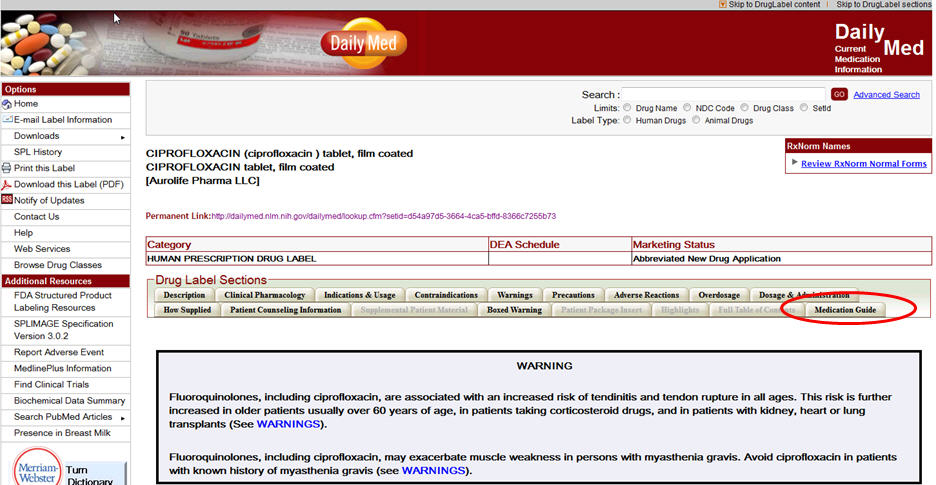 Skip to DrugLabel content | Skip to DrugLabel sections
90 Tablets
Daily Med
Daily
Med
Current
Medication
Information
Options
Home
E-mail Label Information
Downloads
SPL History
Print this Label
Download this Label (PDF)
RSS Notify of Updates
Contact Us
Help
Web Services
Browse Drug Classes
Additional Resources
FDA Structured Product
Labeling Resources
SPLIMAGE Specification
Version 3.0.2
Report Adverse Event
MedlinePlus Information
Find Clinical Trials
Biochemical Data Summary
Search PubMed Articles
Presence in Breast Milk
Merriam-
Webster
Turn
Dictionary
Search : GO Advanced Search
Limits: Drug Name NDC Code Drug Class SetId
Label Type: Human Drugs Animal Drugs
CIPROFLOXACIN (ciprofloxacin ) tablet, film coated
CIPROFLOXACIN tablet, film coated
[Aurolife Pharma LLC]
RxNorm Names
Review RxNorm Normal Forms
Permanent Link:http://dailymed.nlm.nih.gov/dailymed/lookup.cfm?setid=d54a97d5-3664-4ca5-bffd-8366c7255b73
Category DEA Schedule Marketing Status
HUMAN PRESCRIPTION DRUG LABEL Abbreviated New Drug Application
Drug Label Sections
Description Clinical Pharmacology Indications & Usage Contraindications Warnings Precautions Adverse Reactions Overdosage Dosage & Administration
How Supplied Patient Counseling Information Supplemental Patient Material Boxed Warning Patient Package Insert Highlights Full Table of Contents Medication Guide
WARNING
Fluoroquinolones, including ciprofloxacin, are associated with an increased risk of tendinitis and tendon rupture in all ages. This risk is further
increased in older patients usually over 60 years of age, in patients taking corticosteroid drugs, and in patients with kidney, heart or lung
transplants (See WARNINGS).
Fluoroquinolones, including ciprofloxacin, may exacerbate muscle weakness in persons with myasthenia gravis. Avoid ciprofloxacin in patients
with known history of myasthenia gravis (see WARNINGS).